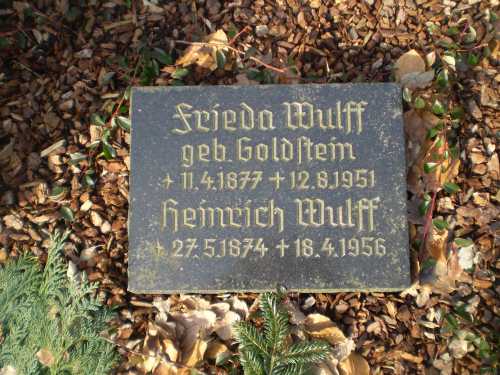 Frieda Wulff
geb. Goldstein
+ 11.4.1877 + 12.8.1951
Heinrich Wulff
+ 27.5.1874 + 18.4.1956